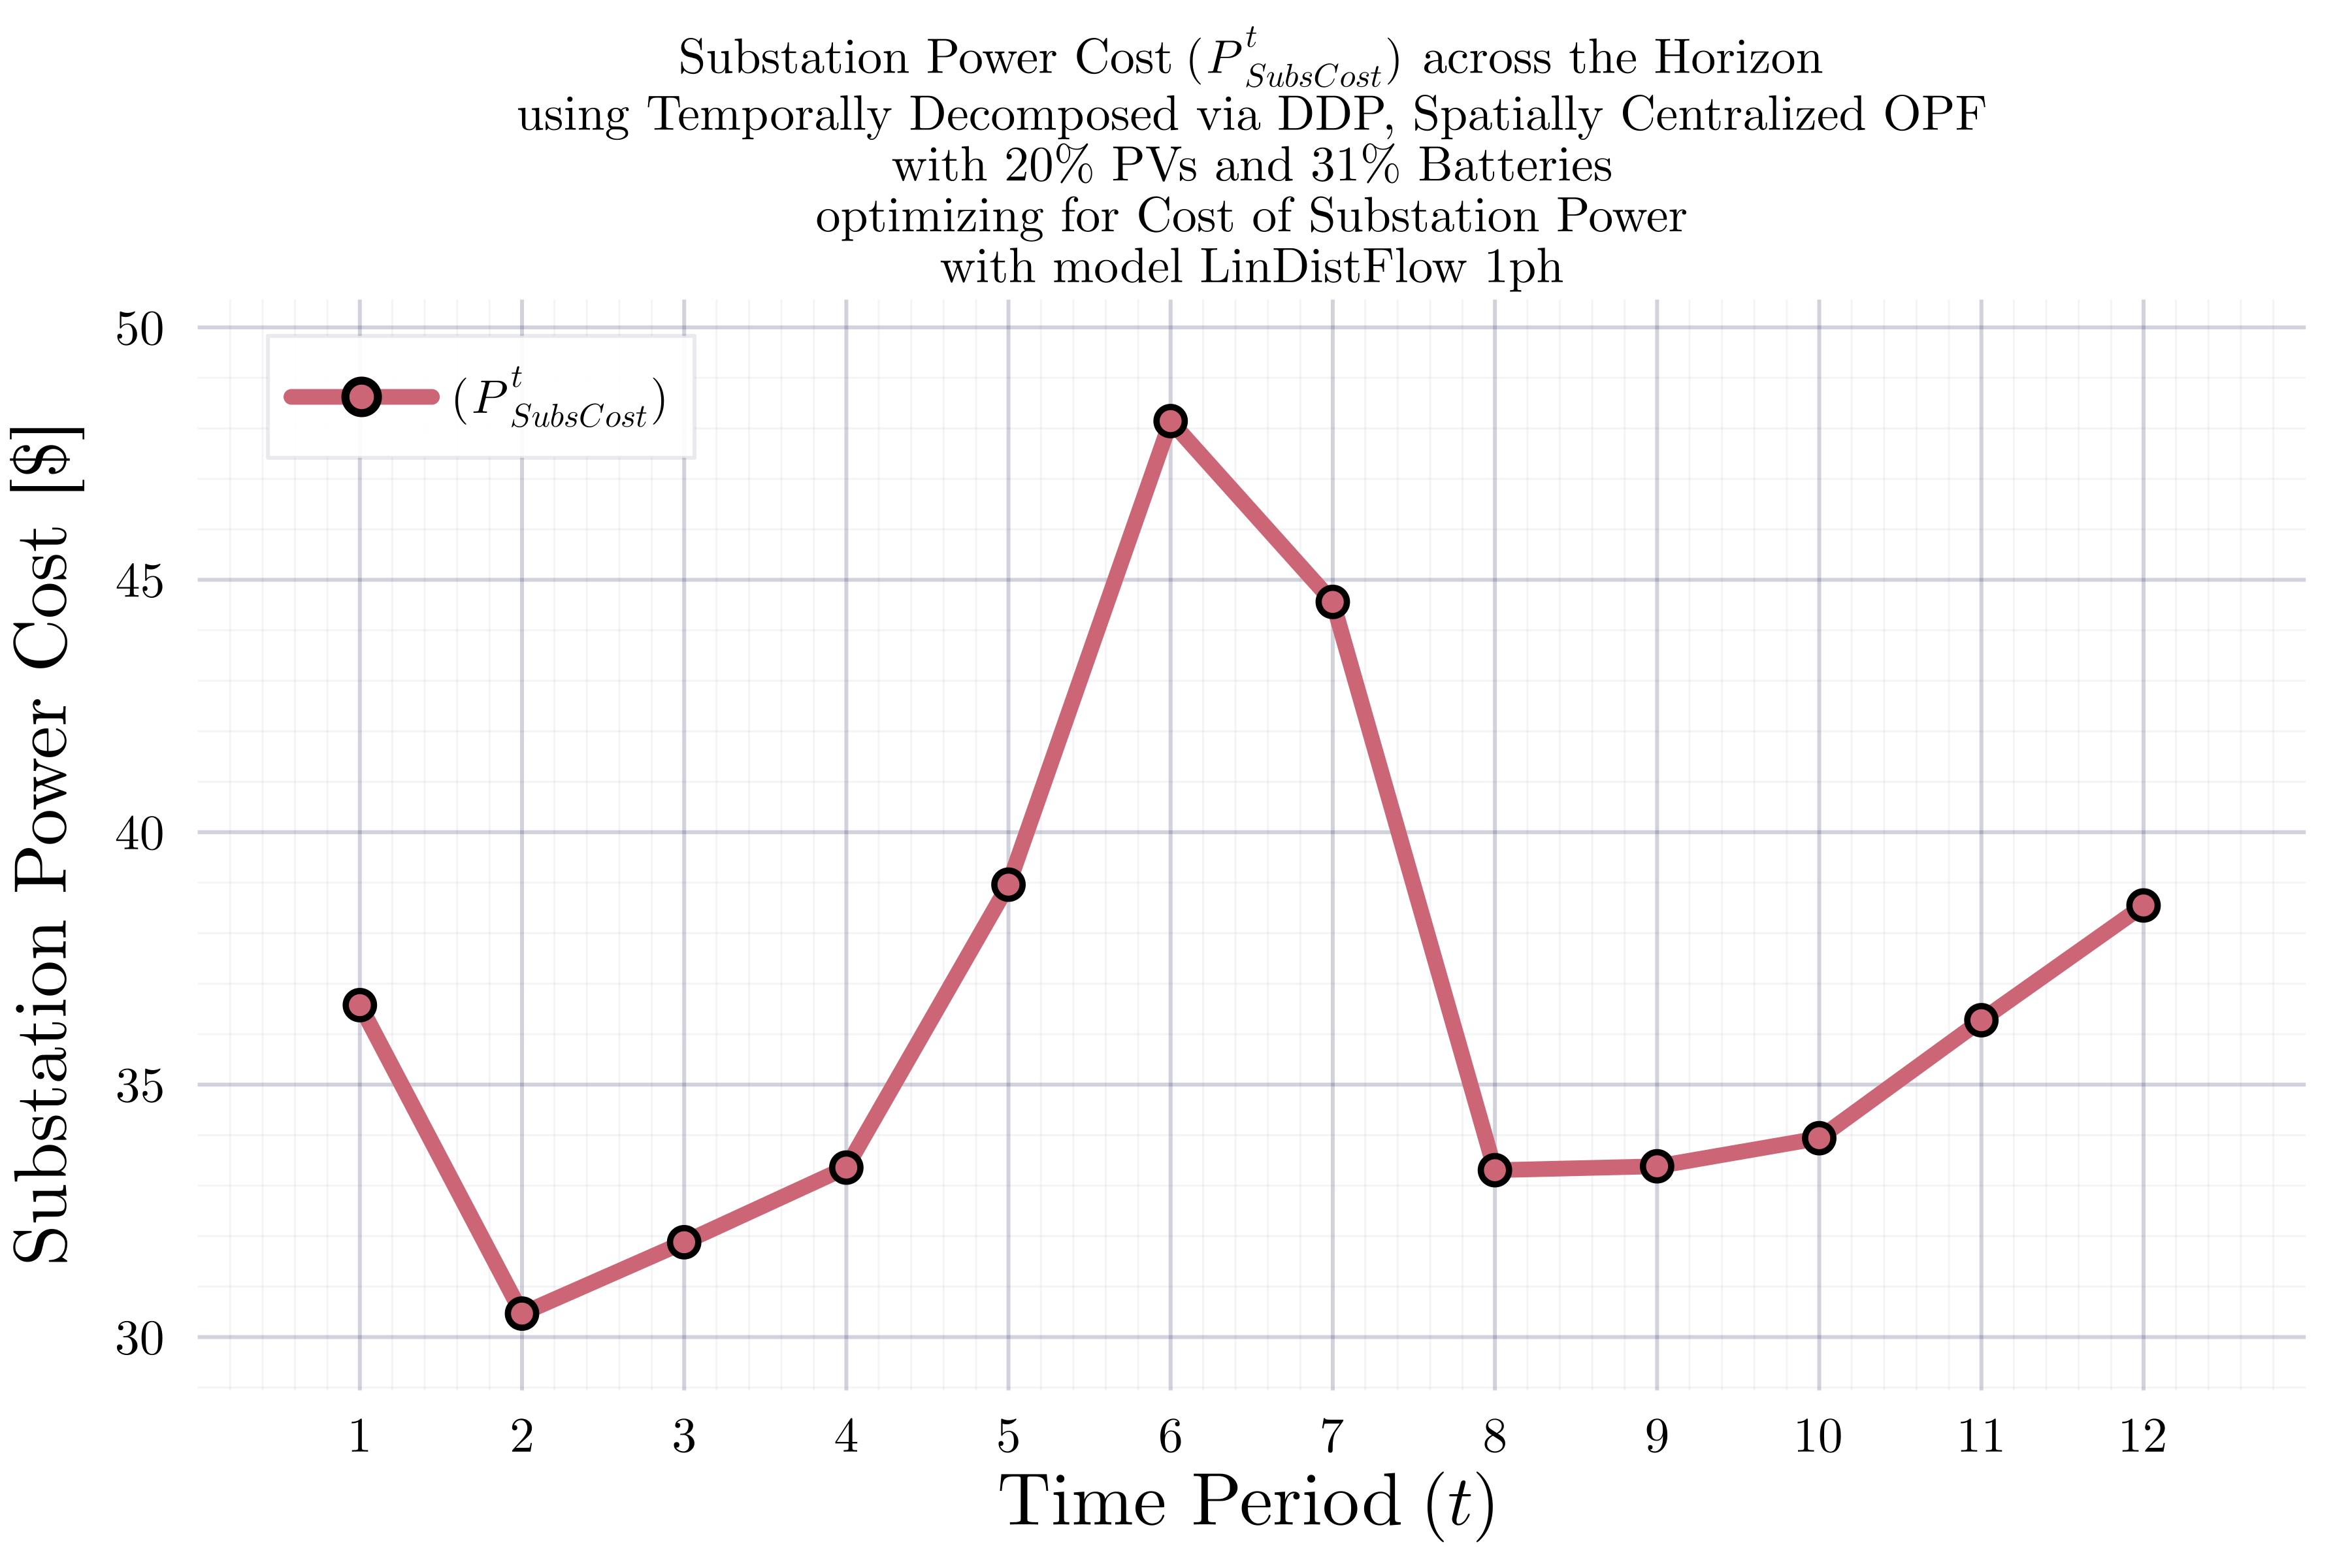 Substation Power Cost (P^t_SubsCost) across the Horizon
using Temporally Decomposed via DDP, Spatially Centralized OPF
with 20% PVs and 31% Batteries
optimizing for Cost of Substation Power
with model LinDistFlow 1ph
(P^t_SubsCost)
Substation Power Cost [$]
50
45
40
35
30
1 2 3 4 5 6 7 8 9 10 11 12
Time Period (t)